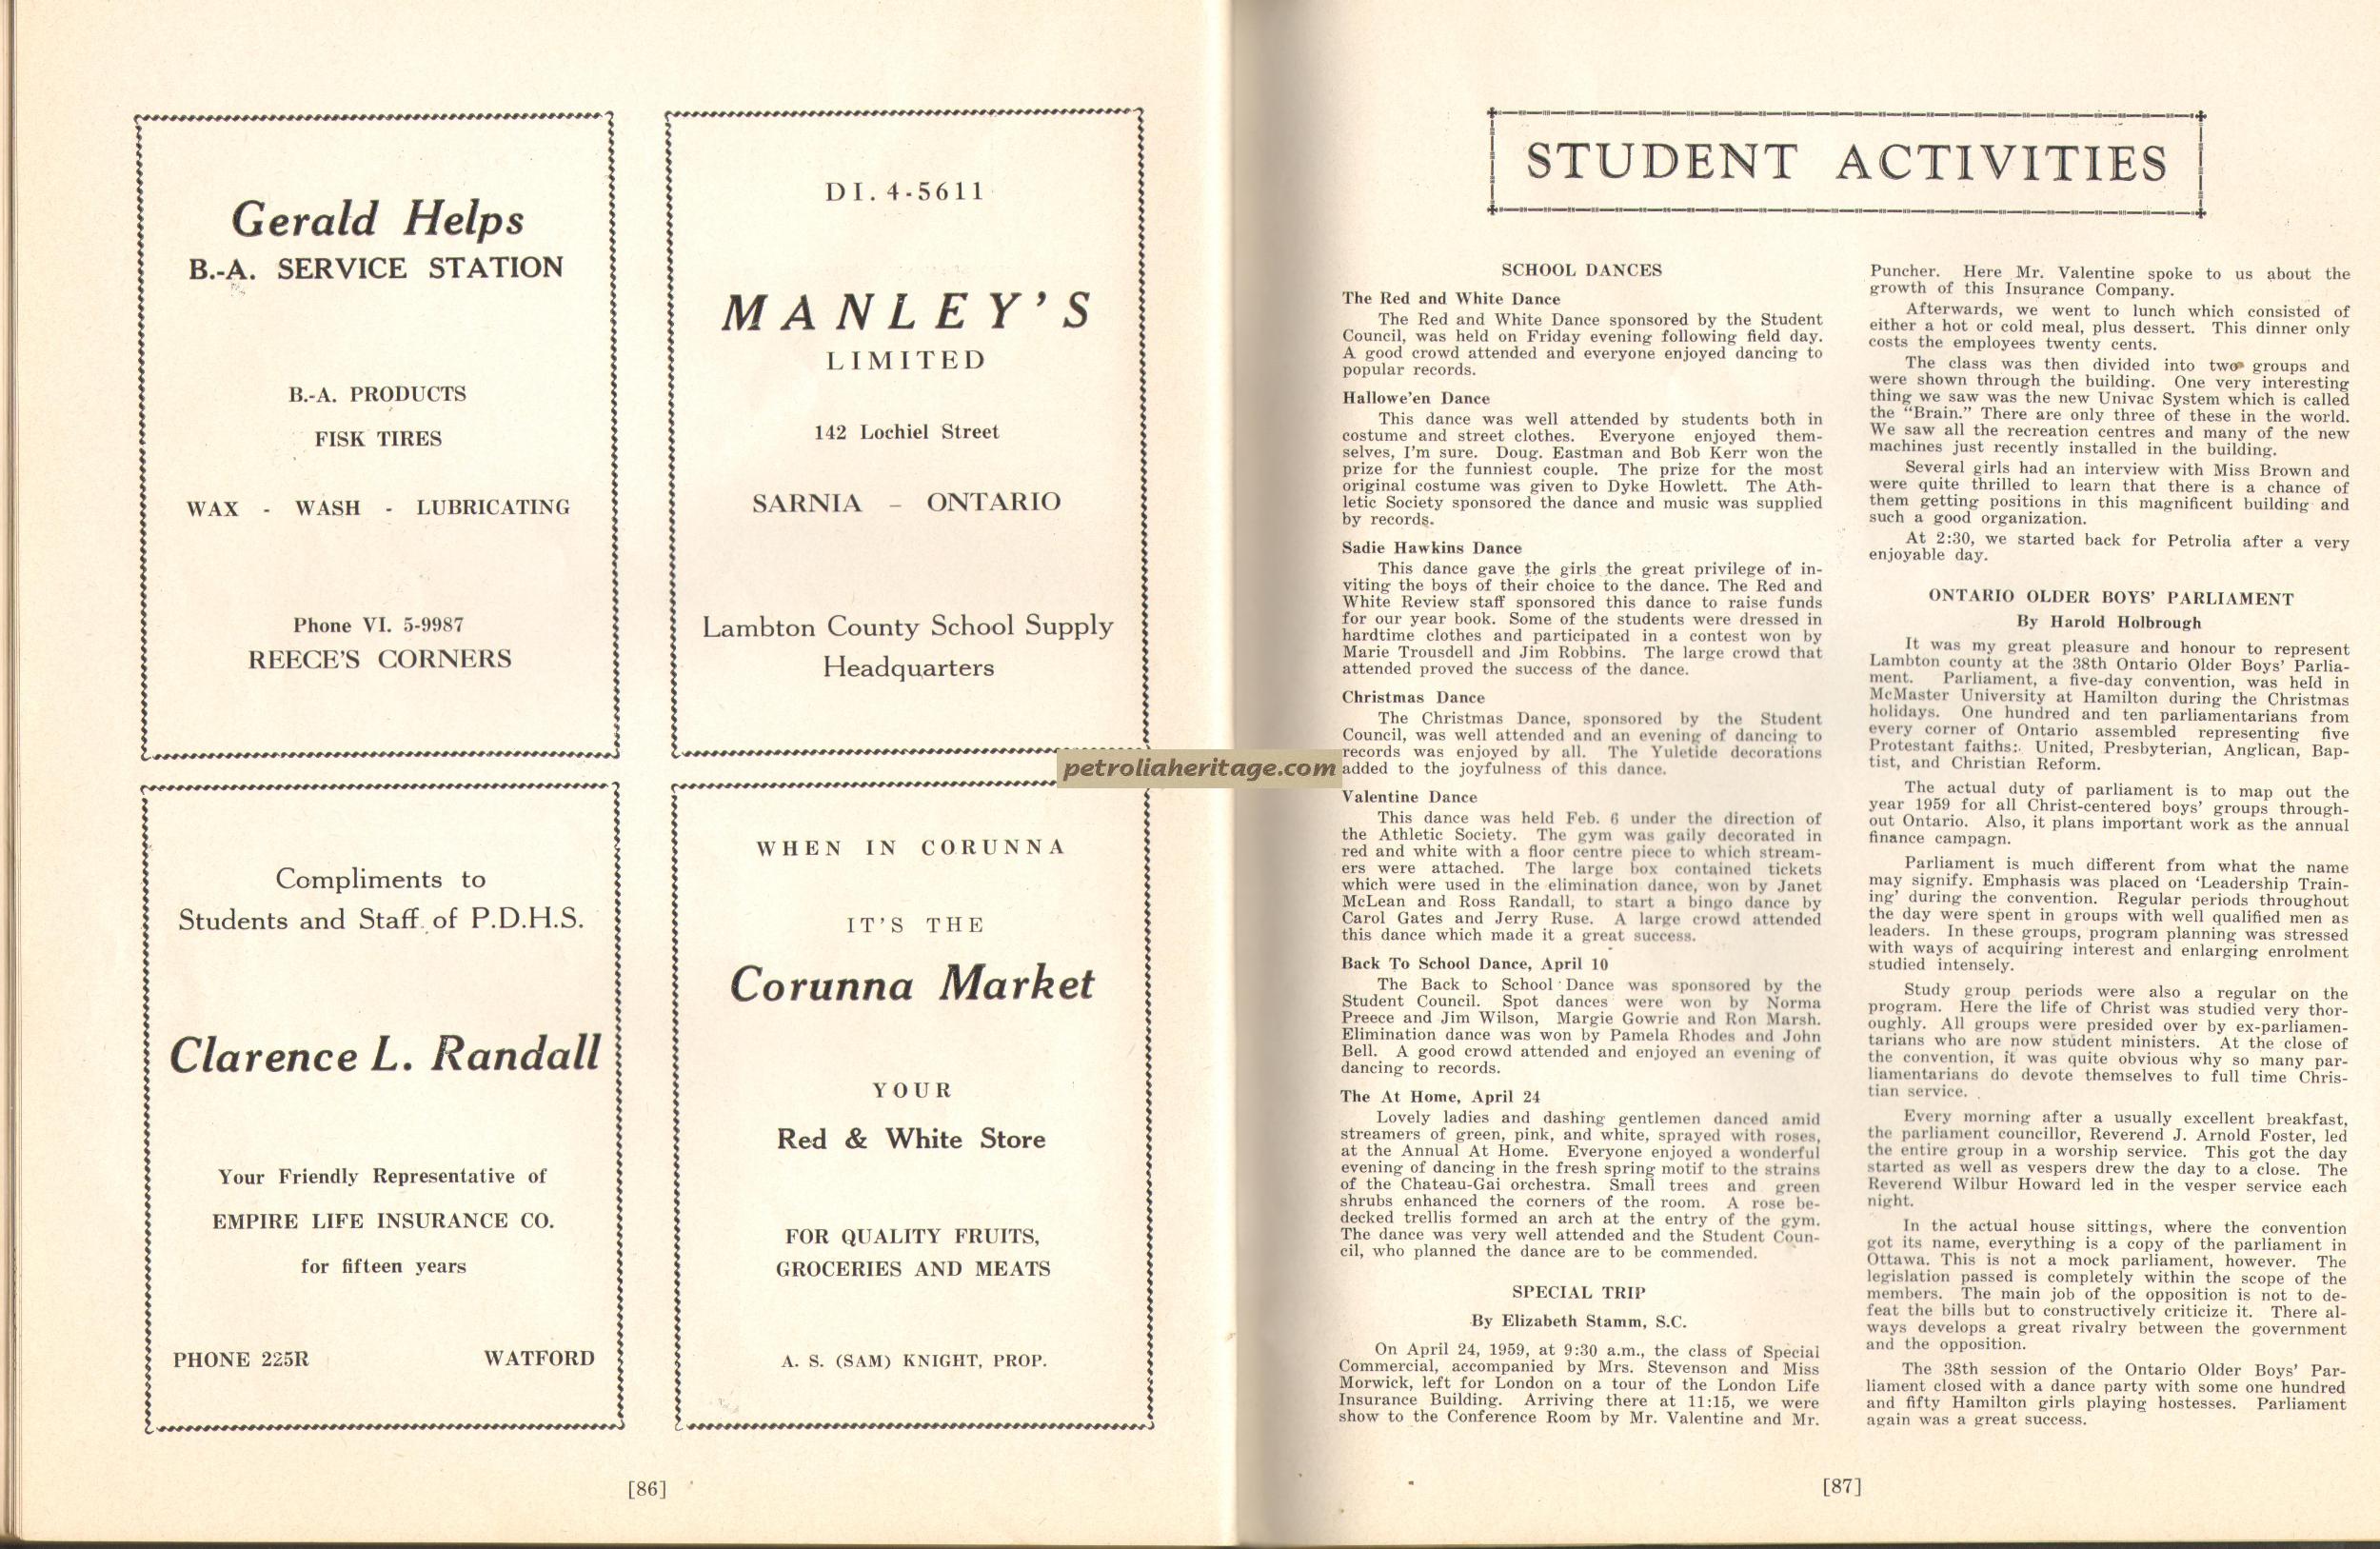 Gerald Helps
B.-A. SERVICE STATION
B.-A. PRODUCTS
FISK TIRES
WAX - WASH - LUBRICATING
Phone VI. 5-9987
REECE'S CORNERS
DI. 4-5611
MANLEY'S
LIMITED
142 Lochiel Street
SARNIA – ONTARIO
Lambton County School Supply
Headquarters
Compliments to
Students and Staff of P.D.H.S.
Clarence L. Randall
Your Friendly Representative of
EMPIRE LIFE INSURANCE CO.
for fifteen years
PHONE 225R WATFORD
WHEN IN CORUNNA
IT'S THE
Corunna Market
YOUR
Red & White Store
FOR QUALITY FRUITS,
GROCERIES AND MEATS
A. S. (SAM) KNIGHT, PROP.
[86]
petroliaheritage.com
STUDENT ACTIVITIES
SCHOOL DANCES
The Red and White Dance
The Red and White Dance sponsored by the Student
Council, was held on Friday evening following field day.
A good crowd attended and everyone enjoyed dancing to
popular records.
Hallowe'en Dance
This dance was well attended by students both in
costume and street clothes. Everyone enjoyed them-
selves, I'm sure. Doug. Eastman and Bob Kerr won the
prize for the funniest couple. The prize for the most
original costume was given to Dyke Howlett. The Ath-
letic Society sponsored the dance and music was supplied
by records.
Sadie Hawkins Dance
This dance gave the girls the great privilege of in-
viting the boys of their choice to the dance. The Red and
White Review staff sponsored this dance to raise funds
for our year book. Some of the students were dressed in
hardtime clothes and participated in a contest won by
Marie Trousdell and Jim Robbins. The large crowd that
attended proved the success of the dance.
Christmas Dance
The Christmas Dance, sponsored by the Student
Council, was well attended and an evening of dancing to
records was enjoyed by all. The Yuletide decorations
added to the joyfulness of this dance.
Valentine Dance
This dance was held Feb. 6 under the direction of
the Athletic Society. The gym was gaily decorated in
red and white with a floor centre piece to which stream-
ers were attached. The large box contained tickets
which were used in the elimination dance, won by Janet
McLean and Ross Randall, to start a bingo dance by
Carol Gates and Jerry Ruse. A large crowd attended
this dance which made it a great success.
Back To School Dance, April 10
The Back to School Dance was sponsored by the
Student Council. Spot dances were won by Norma
Preece and Jim Wilson, Margie Gowrie and Ron Marsh.
Elimination dance was won by Pamela Rhodes and John
Bell. A good crowd attended and enjoyed an evening of
dancing to records.
The At Home, April 24
Lovely ladies and dashing gentlemen danced amid
streamers of green, pink, and white, sprayed with roses,
at the Annual At Home. Everyone enjoyed a wonderful
evening of dancing in the fresh spring motif to the strains
of the Chateau-Gai orchestra. Small trees and green
shrubs enhanced the corners of the room. A rose be-
decked trellis formed an arch at the entry of the gym.
The dance was very well attended and the Student Coun-
cil, who planned the dance are to be commended.
SPECIAL TRIP
By Elizabeth Stamm, S.C.
On April 24, 1959, at 9:30 a.m., the class of Special
Commercial, accompanied by Mrs. Stevenson and Miss
Morwick, left for London on a tour of the London Life
Insurance Building. Arriving there at 11:15, we were
show to the Conference Room by Mr. Valentine and Mr.
Puncher. Here Mr. Valentine spoke to us about the
growth of this Insurance Company.
Afterwards, we went to lunch which consisted of
either a hot or cold meal, plus dessert. This dinner only
costs the employees twenty cents.
The class was then divided into two groups and
were shown through the building. One very interesting
thing we saw was the new Univac System which is called
the "Brain." There are only three of these in the world.
We saw all the recreation centres and many of the new
machines just recently installed in the building.
Several girls had an interview with Miss Brown and
were quite thrilled to learn that there is a chance of
them getting positions in this magnificent building and
such a good organization.
At 2:30, we started back for Petrolia after a very
enjoyable day.
ONTARIO OLDER BOYS' PARLIAMENT
By Harold Holbrough
It was my great pleasure and honour to represent
Lambton county at the 38th Ontario Older Boys' Parlia-
ment. Parliament, a five-day convention, was held in
McMaster University at Hamilton during the Christmas
holidays. One hundred and ten parliamentarians from
every corner of Ontario assembled representing five
Protestant faiths: United, Presbyterian, Anglican, Bap-
tist, and Christian Reform.
The actual duty of parliament is to map out the
year 1959 for all Christ-centered boys' groups through-
out Ontario. Also, it plans important work as the annual
finance campagn.
Parliament is much different from what the name
may signify. Emphasis was placed on 'Leadership Train-
ing' during the convention. Regular periods throughout
the day were spent in groups with well qualified men as
leaders. In these groups, program planning was stressed
with ways of acquiring interest and enlarging enrolment
studied intensely.
Study group periods were also a regular on the
program. Here the life of Christ was studied very thor-
oughly. All groups were presided over by ex-parliamen-
tarians who are now student ministers. At the close of
the convention, it was quite obvious why so many par-
liamentarians do devote themselves to full time Chris-
tian service.
Every morning after a usually excellent breakfast,
the parliament councillor, Reverend J. Arnold Foster, led
the entire group in a worship service. This got the day
started as well as vespers drew the day to a close. The
Reverend Wilbur Howard led in the vesper service each
night.
In the actual house sittings, where the convention
got its name, everything is a copy of the parliament in
Ottawa. This is not a mock parliament, however. The
legislation passed is completely within the scope of the
members. The main job of the opposition is not to de-
feat the bills but to constructively criticize it. There al-
ways develops a great rivalry between the government
and the opposition.
The 38th session of the Ontario Older Boys' Par-
liament closed with a dance party with some one hundred
and fifty Hamilton girls playing hostesses. Parliament
again was a great success.
[87]